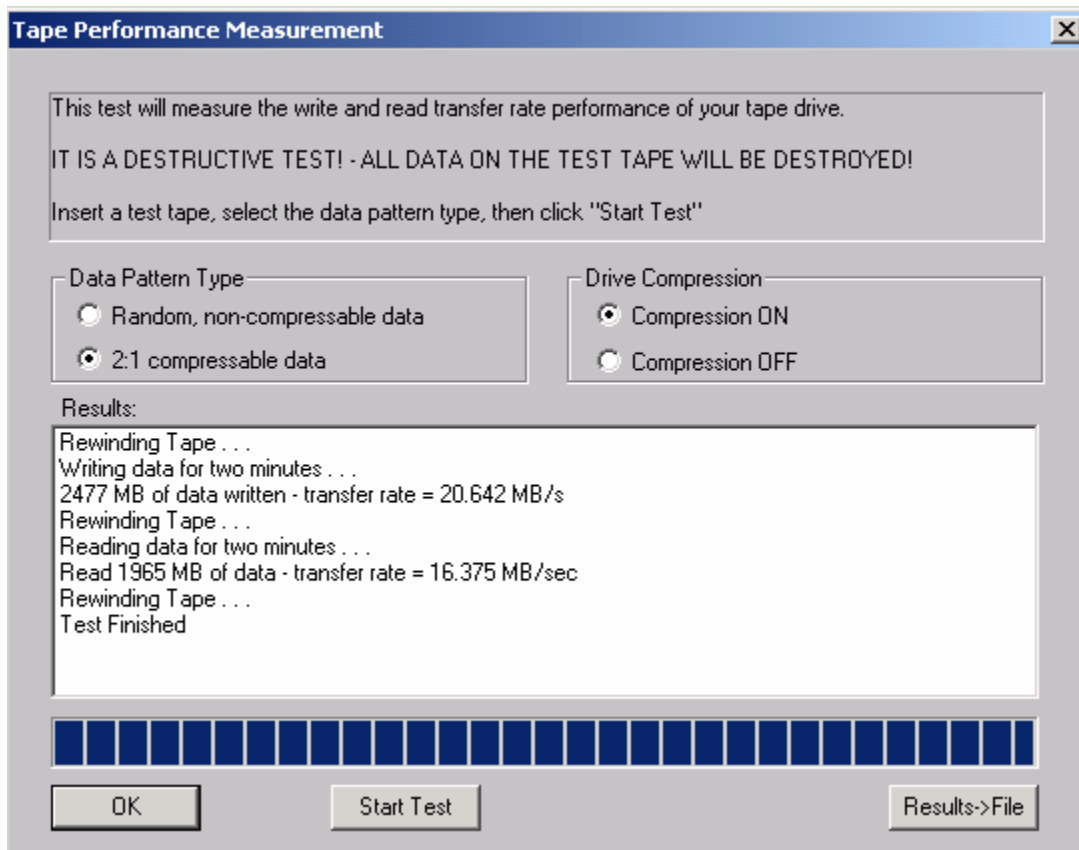 Tape Performance Measurement
This test will measure the write and read transfer rate performance of your tape drive.
IT IS A DESTRUCTIVE TEST! - ALL DATA ON THE TEST TAPE WILL BE DESTROYED!
Insert a test tape, select the data pattern type, then click "Start Test"
Data Pattern Type
Random, non-compressable data
2:1 compressable data
Drive Compression
Compression ON
Compression OFF
Results:
Rewinding Tape . . .
Writing data for two minutes . . .
2477 MB of data written - transfer rate = 20.642 MB/s
Rewinding Tape . . .
Reading data for two minutes . . .
Read 1965 MB of data - transfer rate = 16.375 MB/sec
Rewinding Tape . . .
Test Finished
OK
Start Test
Results->File